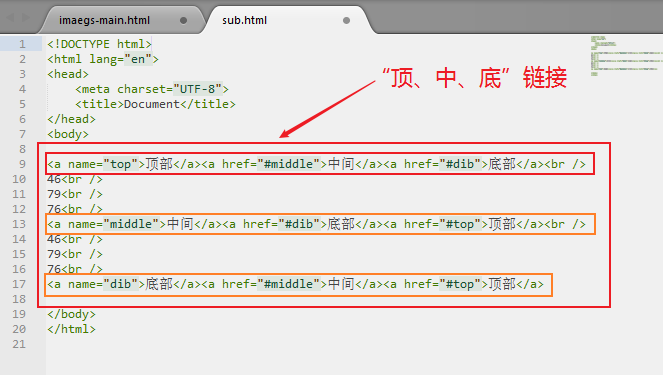 imaegs-main.html
sub.html
“顶、中、底”链接
1 <!DOCTYPE html>
2 <html lang="en">
3 <head>
4 <meta charset="UTF-8">
5 <title>Document</title>
6 </head>
7 <body>
8
9 <a name="top">顶部</a><a href="#middle">中间</a><a href="#dib">底部</a><br />
10 46<br />
11 79<br />
12 76<br />
13 <a name="middle">中间</a><a href="#dib">底部</a><a href="#top">顶部</a><br />
14 46<br />
15 79<br />
16 76<br />
17 <a name="dib">底部</a><a href="#middle">中间</a><a href="#top">顶部</a>
18
19 </body>
20 </html>
21